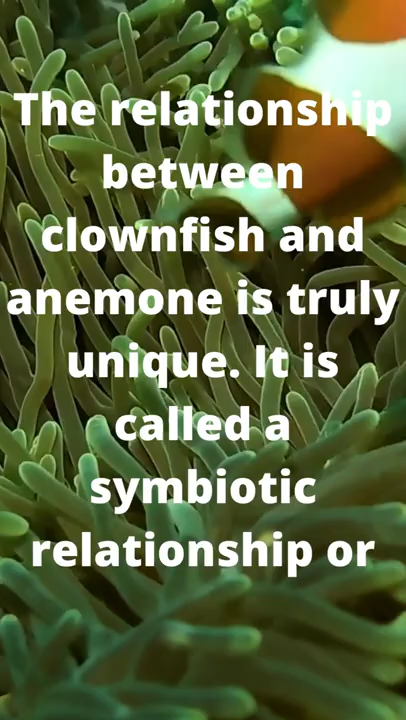 The relationship
between
clownfish and
anemone is truly
unique. It is
called a
symbiotic
relationship or